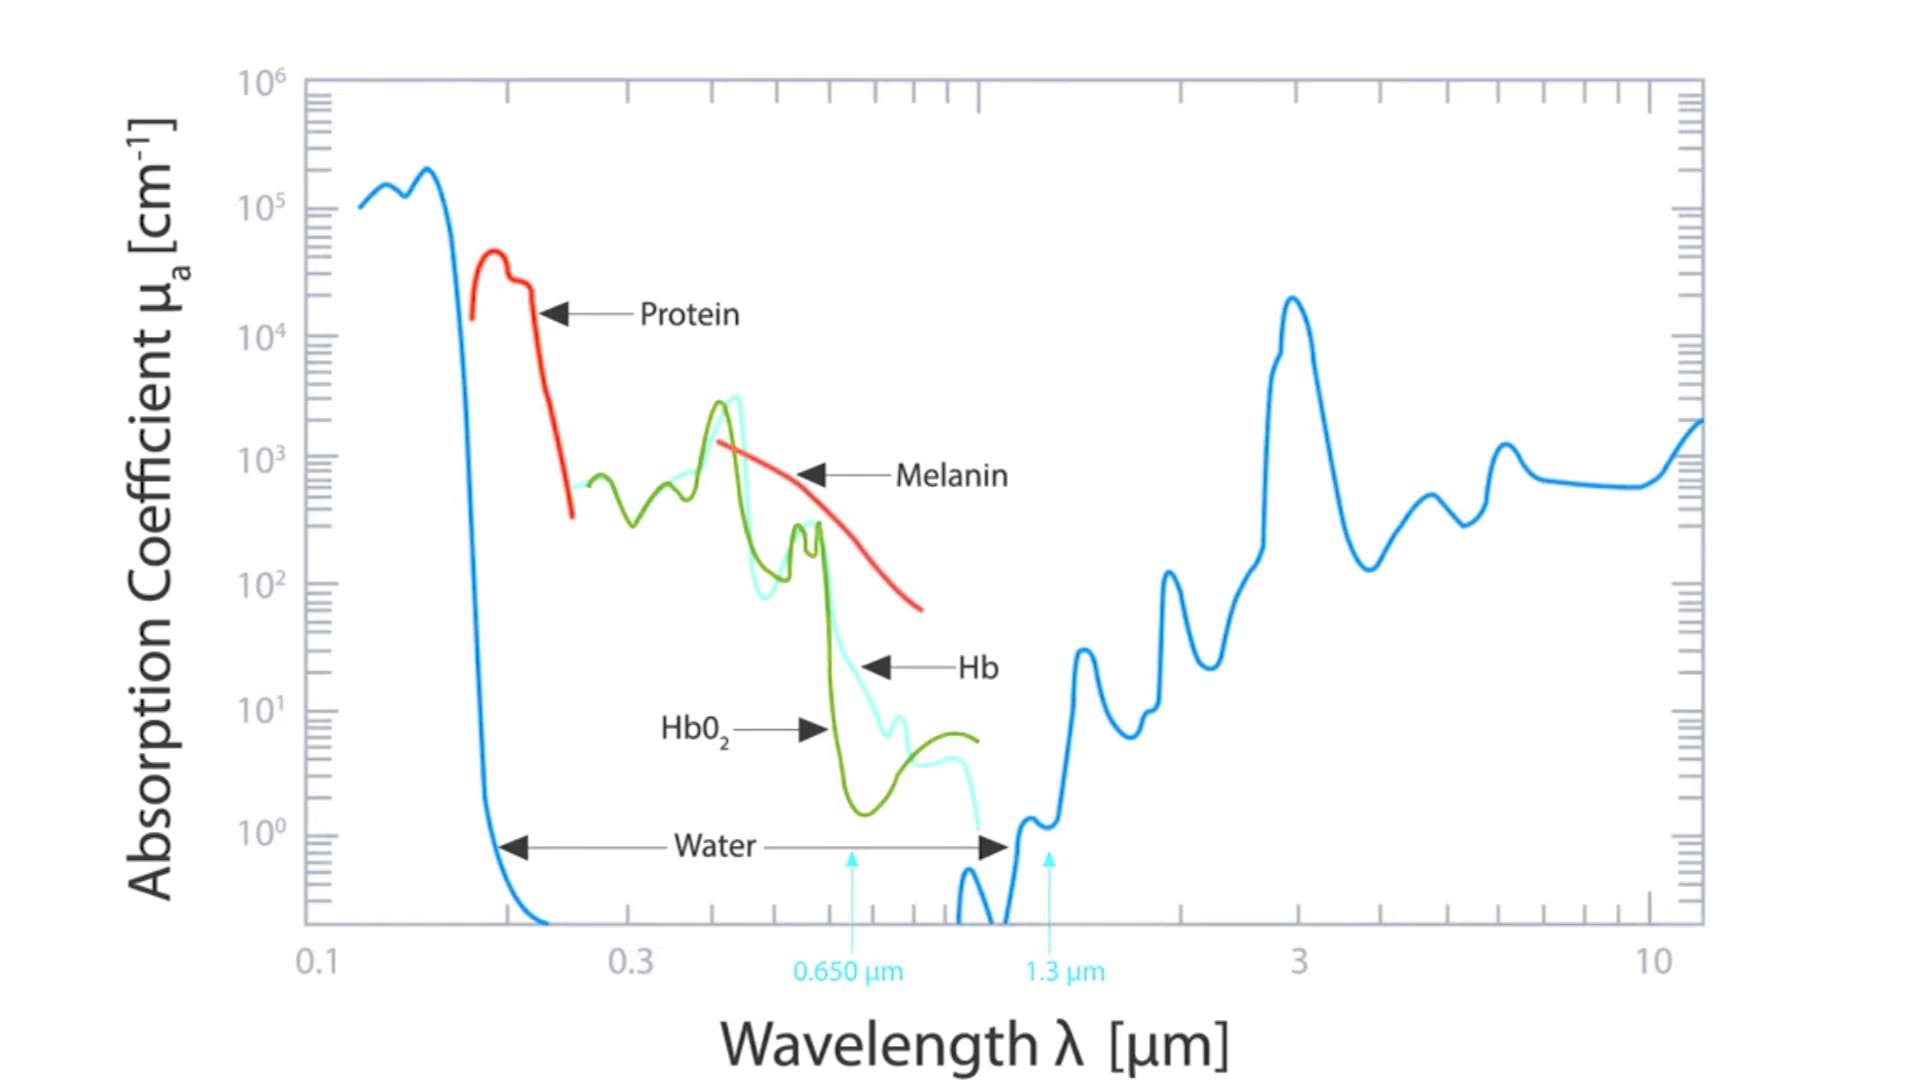 Absorption Coefficient μa [cm-1]
10⁶
10⁵
10⁴
10³
10²
10¹
10⁰
Protein
Melanin
Hb
Hb0₂
Water
0.1
0.3
0.650 μm
1.3 μm
3
10
Wavelength λ [μm]